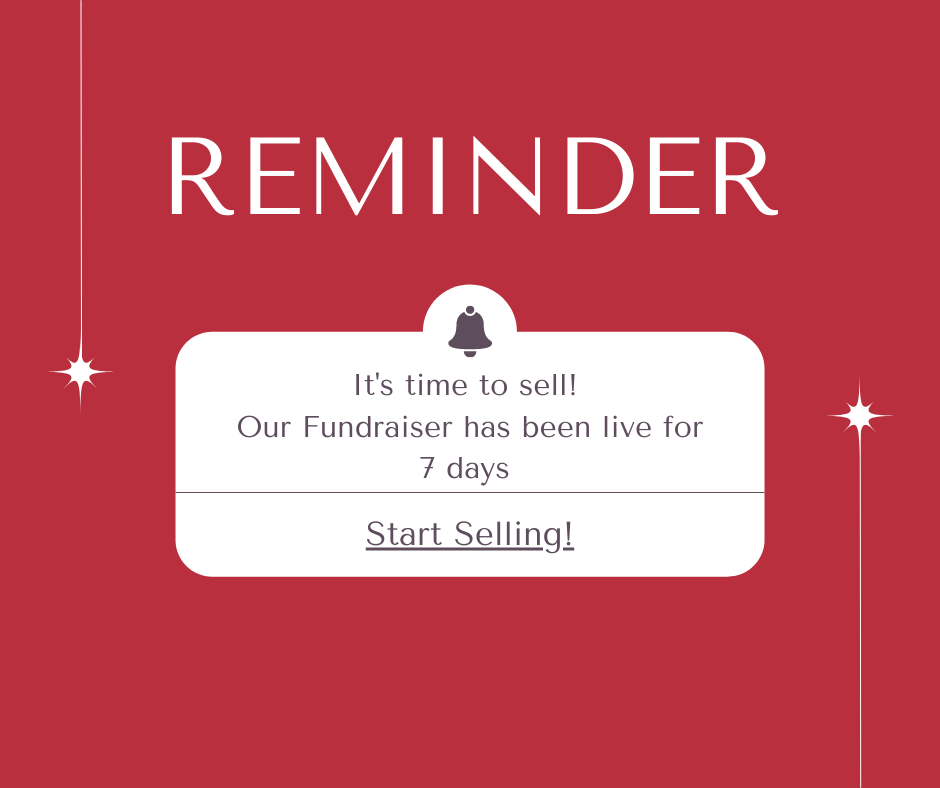 REMINDER
It's time to sell!
Our Fundraiser has been live for
7 days
Start Selling!